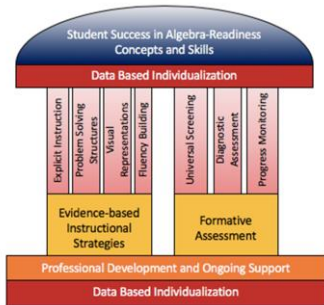 Student Success in Algebra-Readiness
Concepts and Skills
Data Based Individualization
Explicit Instruction
Problem Solving
Structures
Visual
Representations
Fluency Building
Universal Screening
Diagnostic
Assessment
Progress Monitoring
Evidence-based
Instructional
Strategies
Formative
Assessment
Professional Development and Ongoing Support
Data Based Individualization